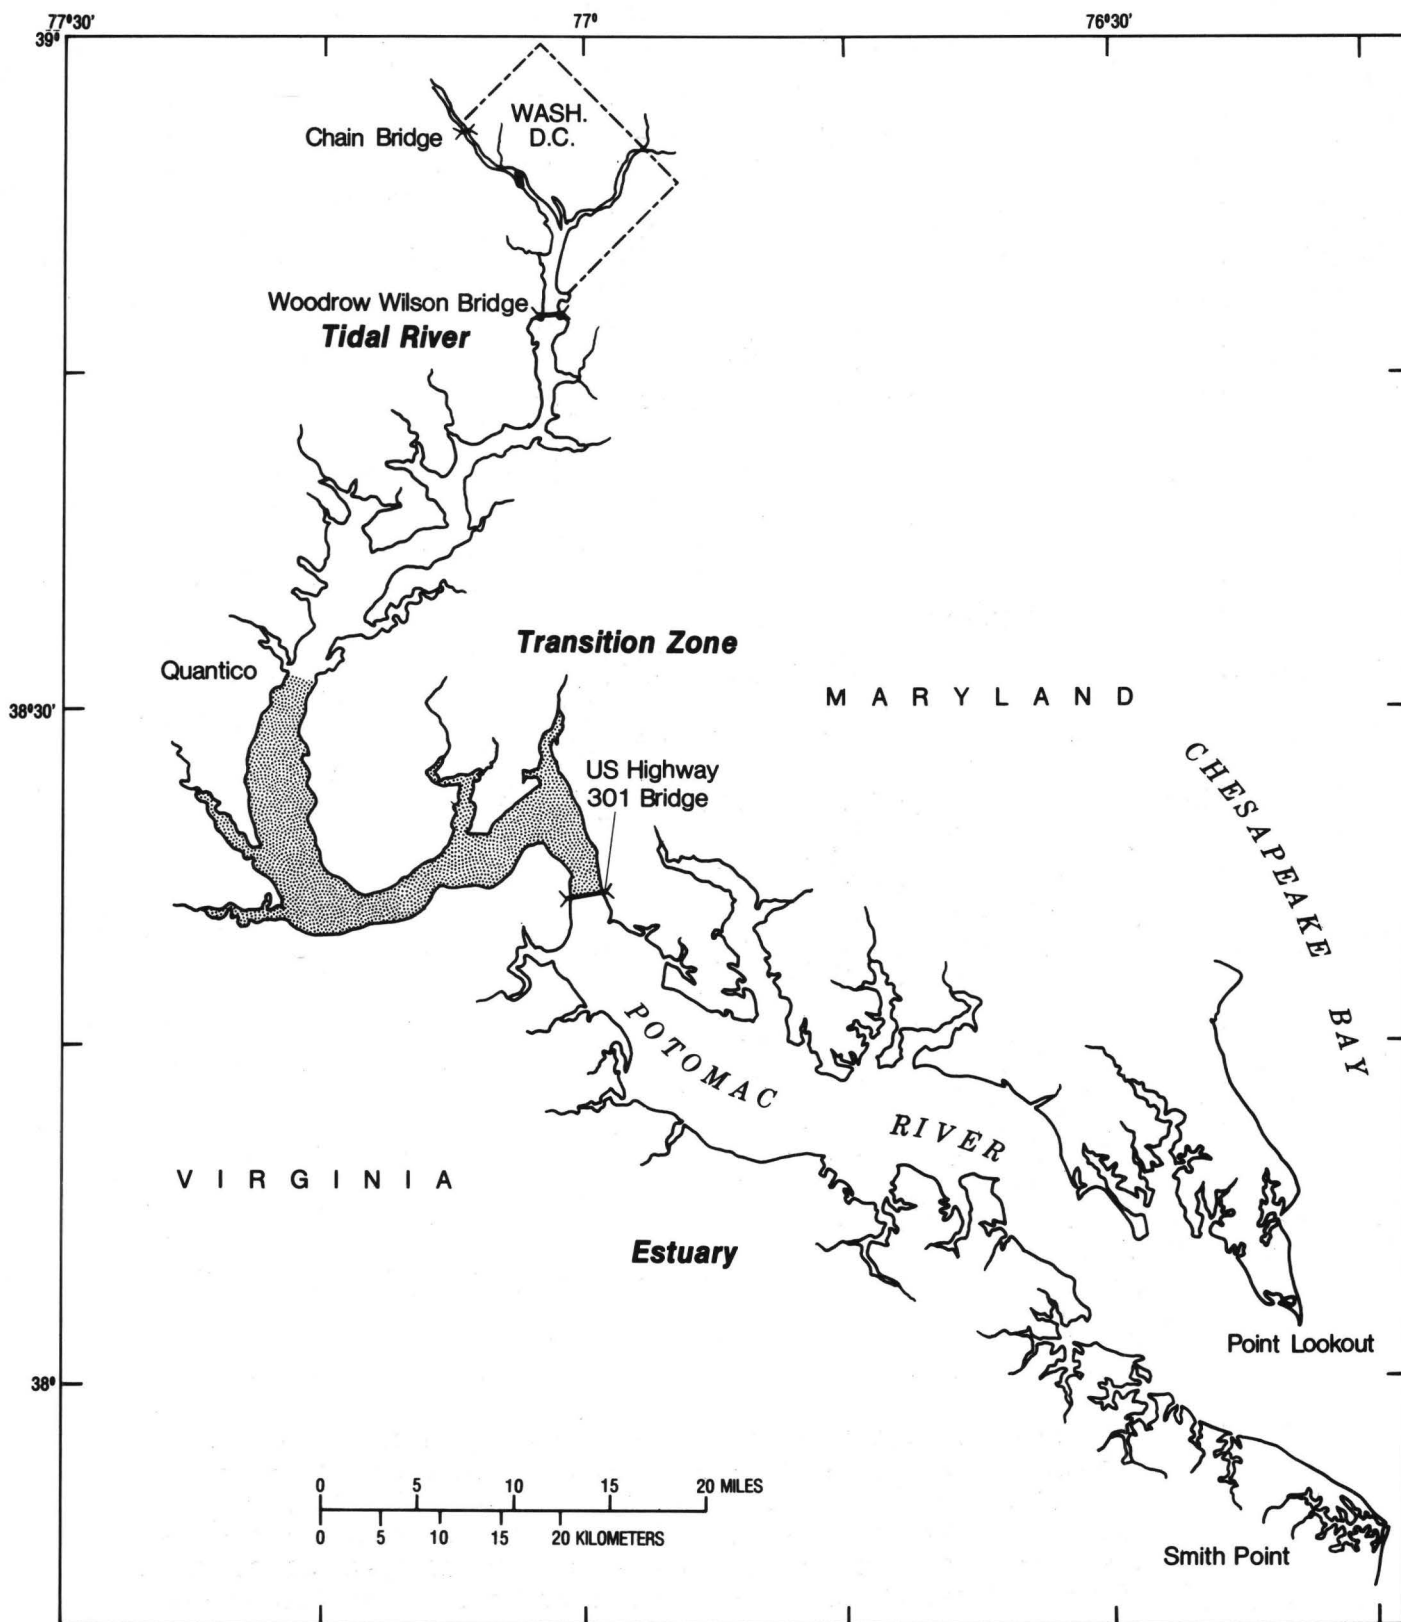 77°30'
77°
76°30'
39°
WASH.
D.C.
Chain Bridge
Woodrow Wilson Bridge
Tidal River
Transition Zone
Quantico
MARYLAND
38°30'
US Highway
301 Bridge
CHESAPEAKE BAY
POTOMAC RIVER
VIRGINIA
Estuary
Point Lookout
38°
0 5 10 15 20 MILES
0 5 10 15 20 KILOMETERS
Smith Point